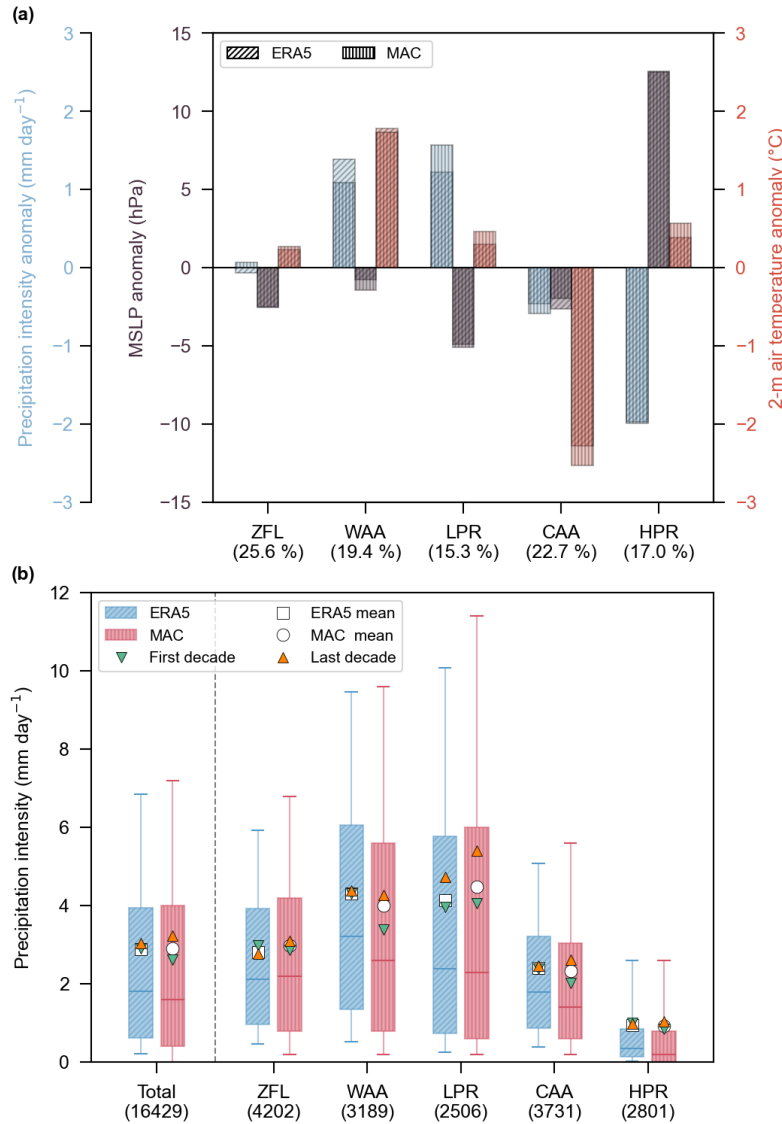 (a)
Precipitation intensity anomaly (mm day⁻¹)
3
2
1
0
−1
−2
−3
MSLP anomaly (hPa)
15
10
5
0
−5
−10
−15
ERA5 MAC
3
2
1
0
−1
−2
−3
2-m air temperature anomaly (°C)
ZFL WAA LPR CAA HPR
(25.6 %) (19.4 %) (15.3 %) (22.7 %) (17.0 %)
(b)
Precipitation intensity (mm day⁻¹)
12
10
8
6
4
2
0
ERA5 ERA5 mean
MAC MAC mean
First decade Last decade
Total ZFL WAA LPR CAA HPR
(16429) (4202) (3189) (2506) (3731) (2801)